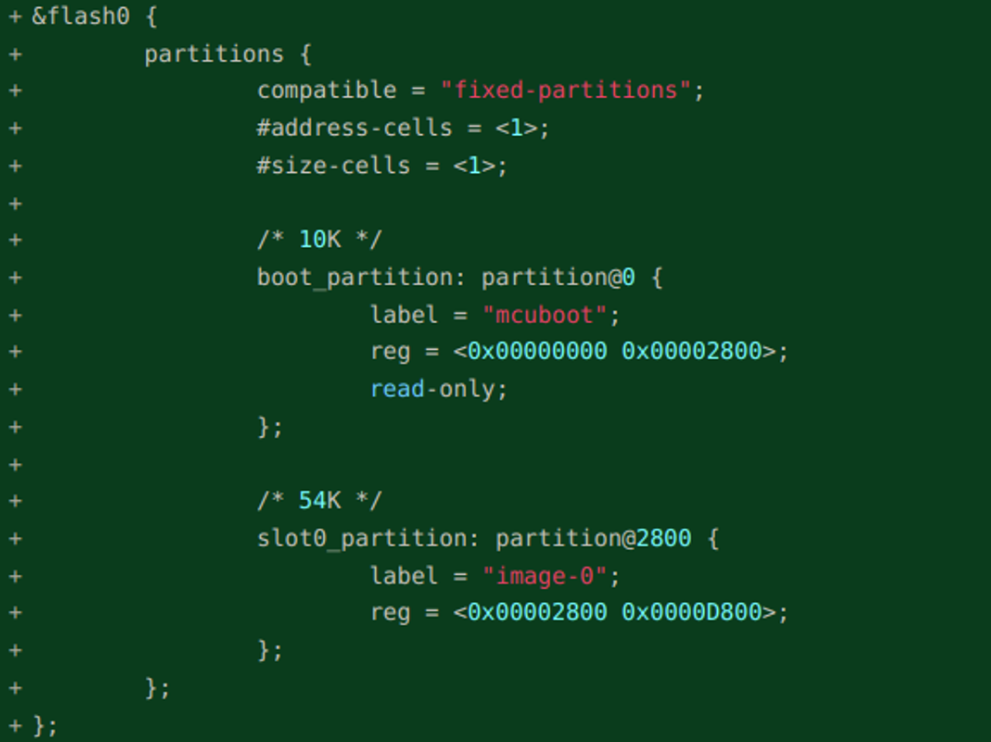 + &flash0 {
+         partitions {
+                 compatible = "fixed-partitions";
+                 #address-cells = <1>;
+                 #size-cells = <1>;
+
+                 /* 10K */
+                 boot_partition: partition@0 {
+                         label = "mcuboot";
+                         reg = <0x00000000 0x00002800>;
+                         read-only;
+                 };
+
+                 /* 54K */
+                 slot0_partition: partition@2800 {
+                         label = "image-0";
+                         reg = <0x00002800 0x0000D800>;
+                 };
+         };
+ };